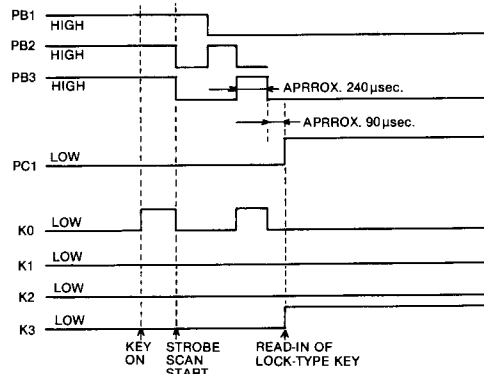 PB1
HIGH
PB2
HIGH
PB3
HIGH
APRROX. 240μsec.
APRROX. 90μsec.
LOW
PC1
LOW
K0
LOW
K1
LOW
K2
LOW
K3
KEY ON
STROBE SCAN START
READ-IN OF LOCK-TYPE KEY